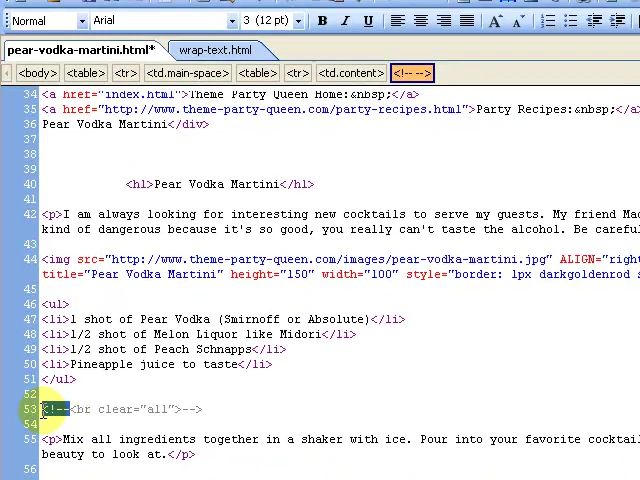 Normal Arial 3 (12 pt) B I U
pear-vodka-martini.html* wrap-text.html
<body> <table> <tr> <td.main-space> <table> <tr> <td.content> <!-- -->
34 <a href="index.html">Theme Party Queen Home:&nbsp;</a>
35 <a href="http://www.theme-party-queen.com/party-recipes.html">Party Recipes:&nbsp;</a
36 Pear Vodka Martini</div>
37
38
39
40 <h1>Pear Vodka Martini</h1>
41
42 <p>I am always looking for interesting new cocktails to serve my guests. My friend Mad
kind of dangerous because it's so good, you really can't taste the alcohol. Be careful
43
44 <img src="http://www.theme-party-queen.com/images/pear-vodka-martini.jpg" ALIGN="right
title="Pear Vodka Martini" height="150" width="100" style="border: 1px darkgoldenrod s
45
46 <ul>
47 <li>1 shot of Pear Vodka (Smirnoff or Absolute)</li>
48 <li>1/2 shot of Melon Liquor like Midori</li>
49 <li>1/2 shot of Peach Schnapps</li>
50 <li>Pineapple juice to taste</li>
51 </ul>
52
53 <!--<br clear="all">-->
54
55 <p>Mix all ingredients together in a shaker with ice. Pour into your favorite cocktai
beauty to look at.</p>
56